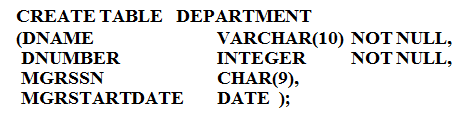 CREATE TABLE DEPARTMENT
(DNAME VARCHAR(10) NOT NULL,
DNUMBER INTEGER NOT NULL,
MGRSSN CHAR(9),
MGRSTARTDATE DATE );